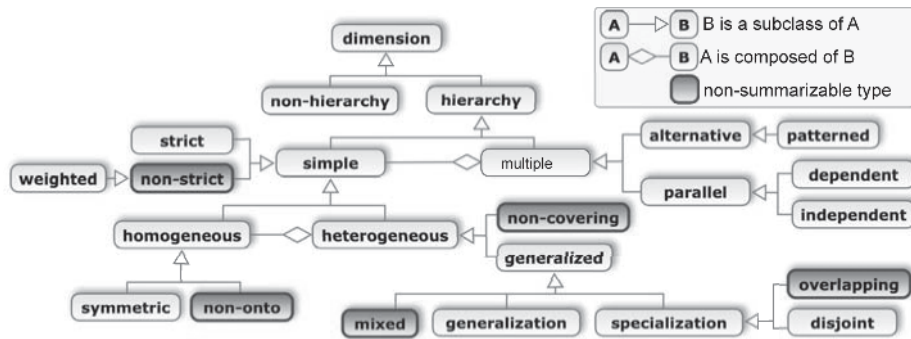 A B B is a subclass of A
A B A is composed of B
non-summarizable type
dimension
non-hierarchy hierarchy
strict
simple multiple alternative patterned
weighted non-strict
parallel dependent
independent
homogeneous heterogeneous non-covering
generalized
symmetric non-onto
mixed generalization specialization overlapping
disjoint